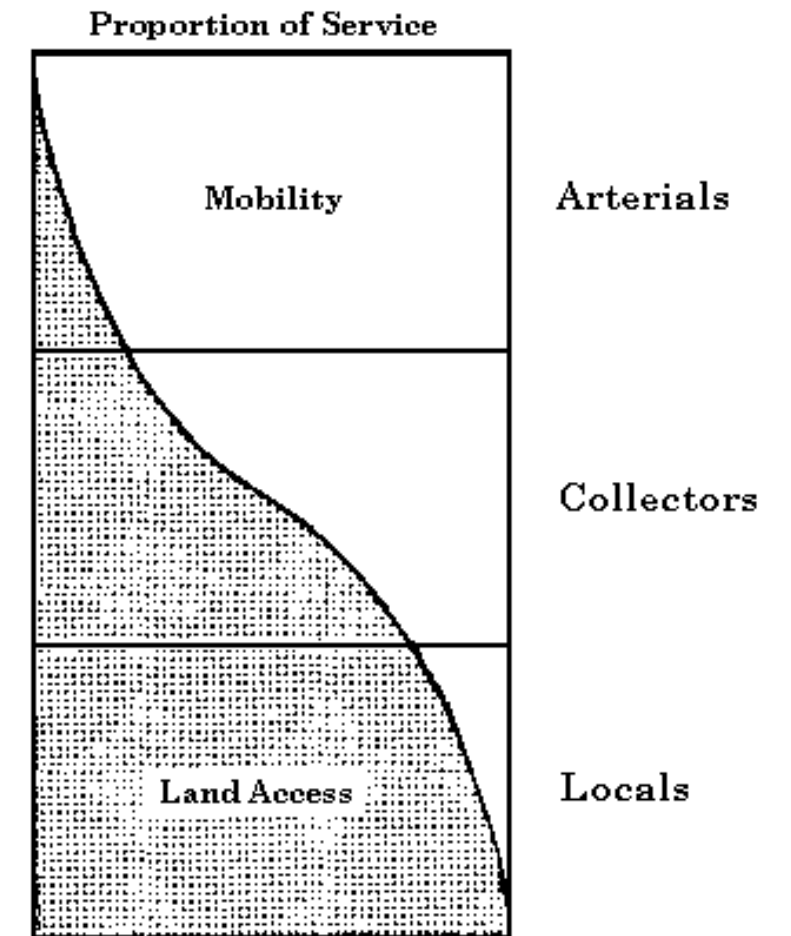 Proportion of Service
Mobility
Arterials
Collectors
Land Access
Locals